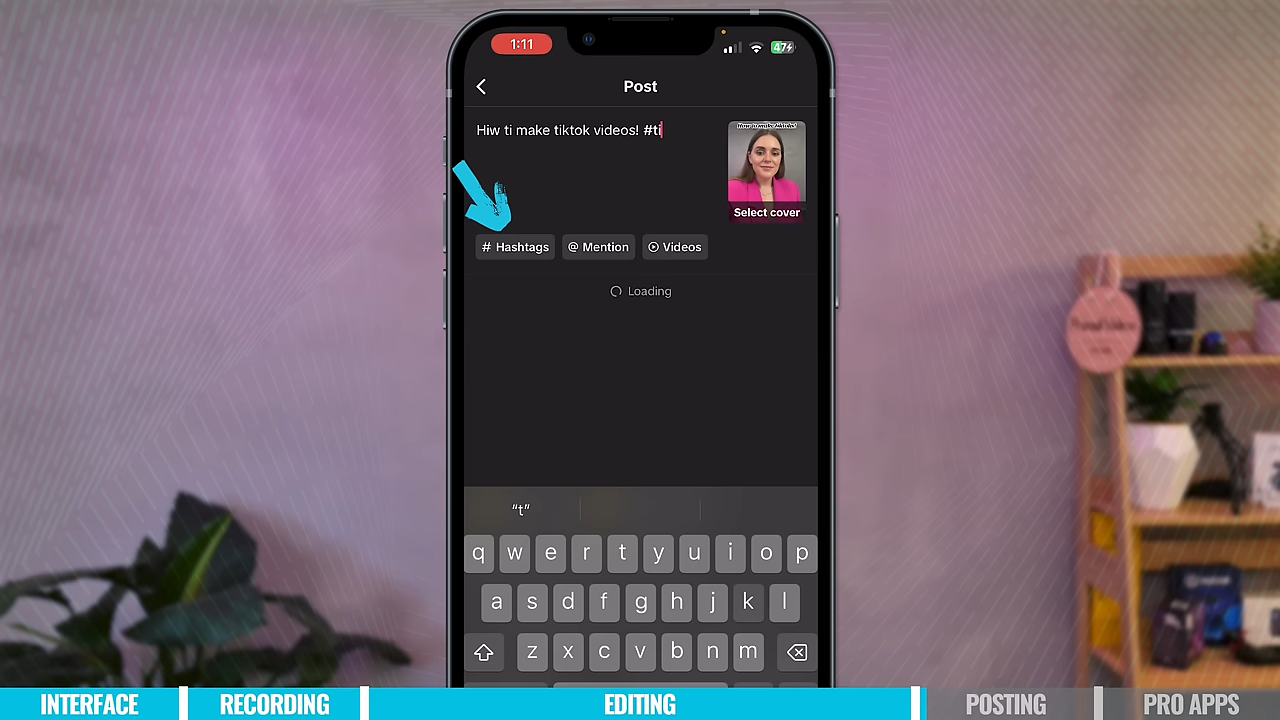 1:11
47
Post
Hiw ti make tiktok videos! #ti
Select cover
# Hashtags @ Mention Videos
Loading
"t"
q w e r t y u i o p
a s d f g h j k l
z x c v b n m
INTERFACE RECORDING EDITING POSTING PRO APPS